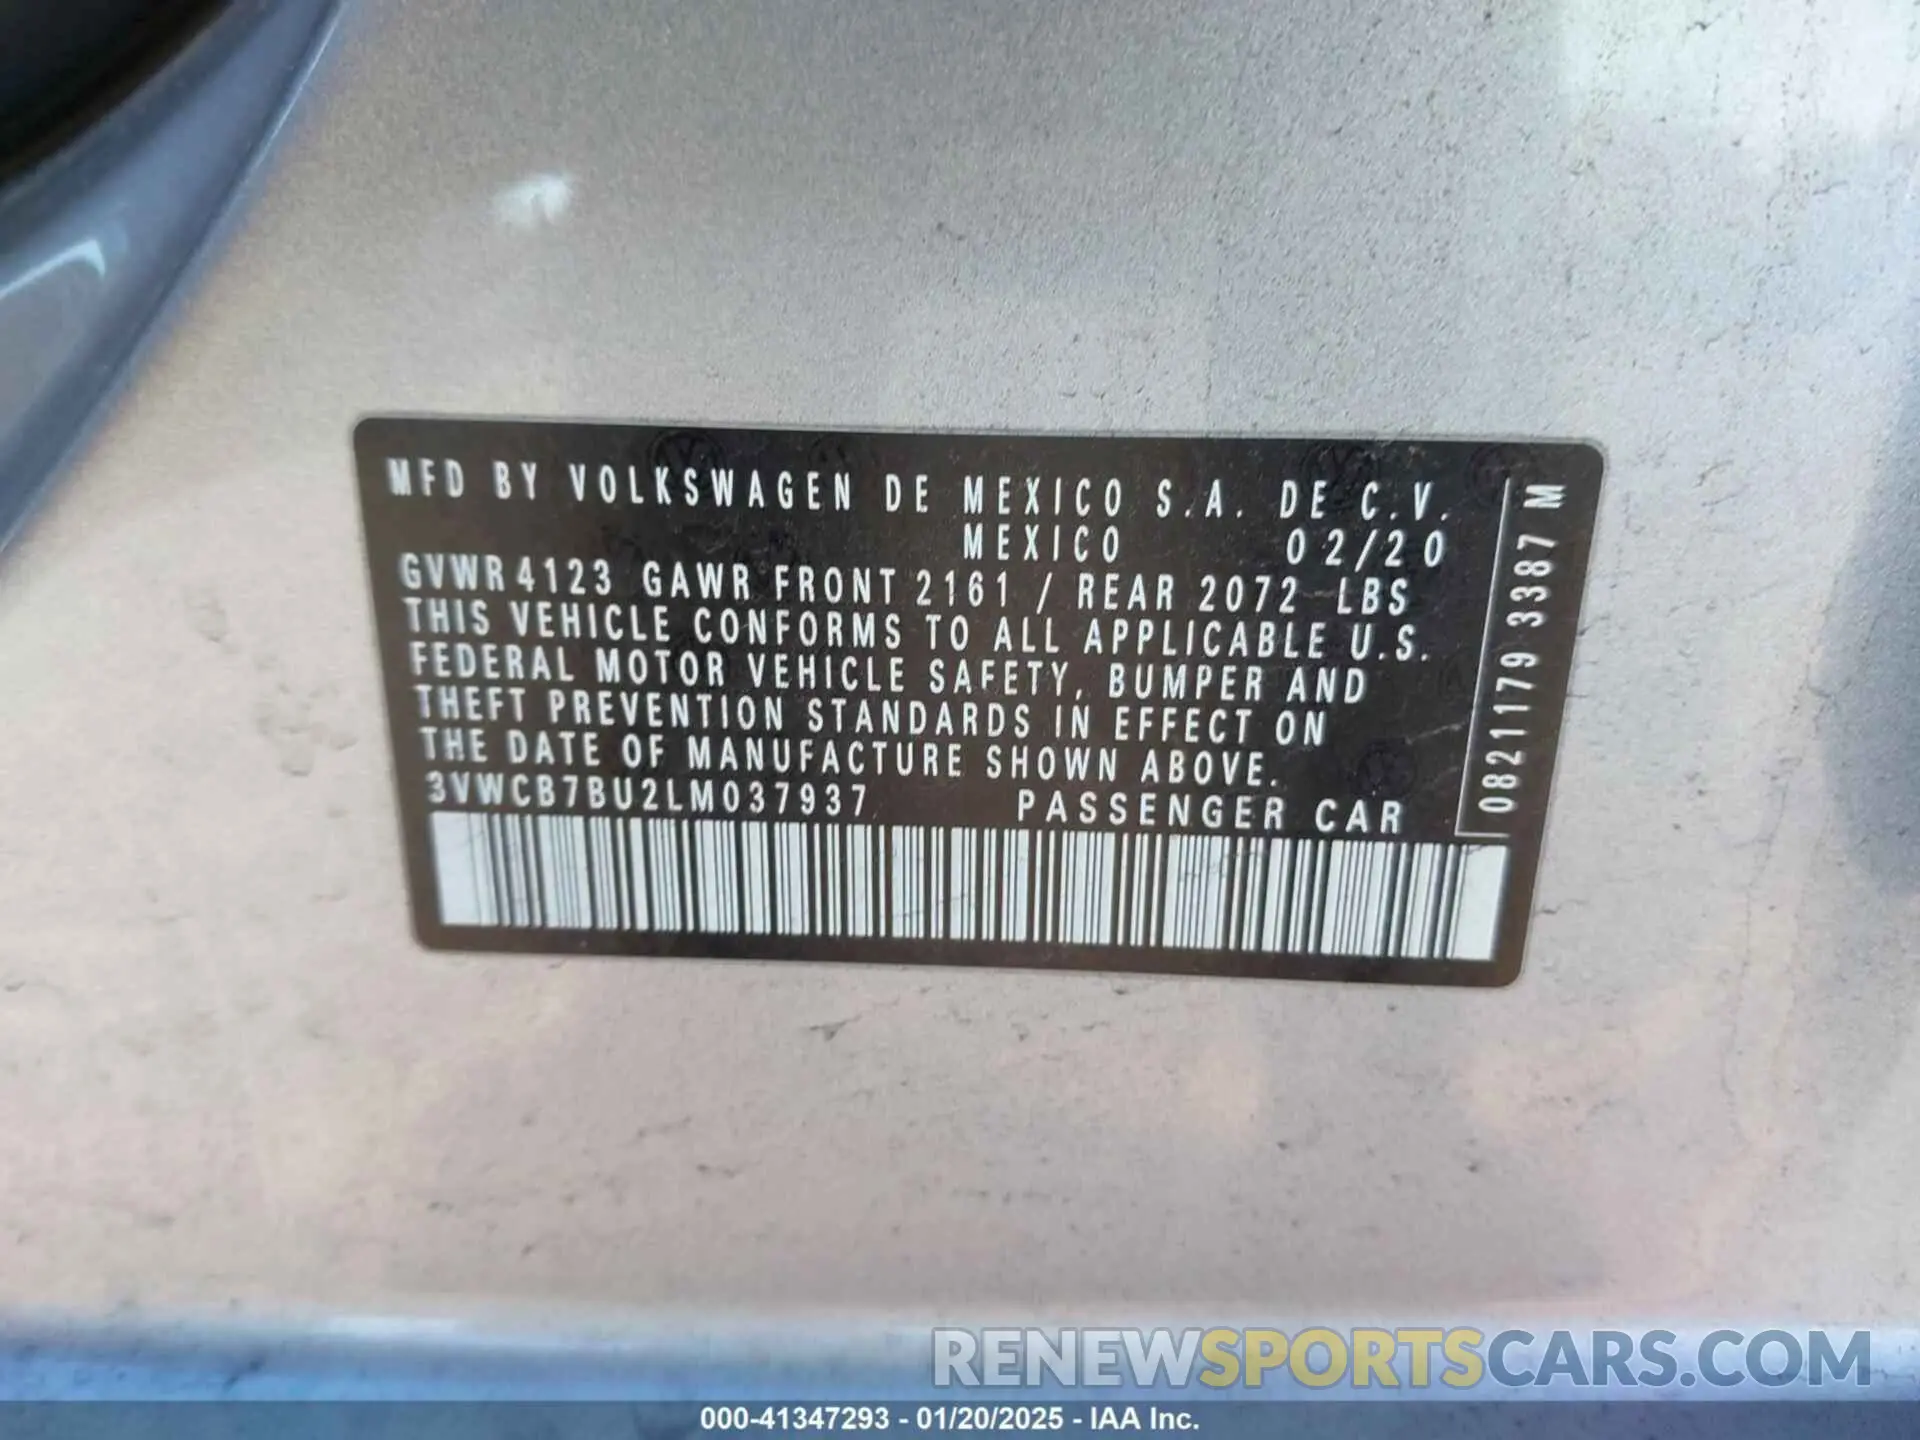 MFD BY VOLKSWAGEN DE MEXICO S.A. DE C.V.
MEXICO 02/20
GVWR 4123 GAWR FRONT 2161 / REAR 2072 LBS
THIS VEHICLE CONFORMS TO ALL APPLICABLE U.S.
FEDERAL MOTOR VEHICLE SAFETY, BUMPER AND
THEFT PREVENTION STANDARDS IN EFFECT ON
THE DATE OF MANUFACTURE SHOWN ABOVE.
3VWCB7BU2LM037937 PASSENGER CAR
0821179 3387 M
RENEWSPORTSCARS.COM
000-41347293 - 01/20/2025 - IAA Inc.